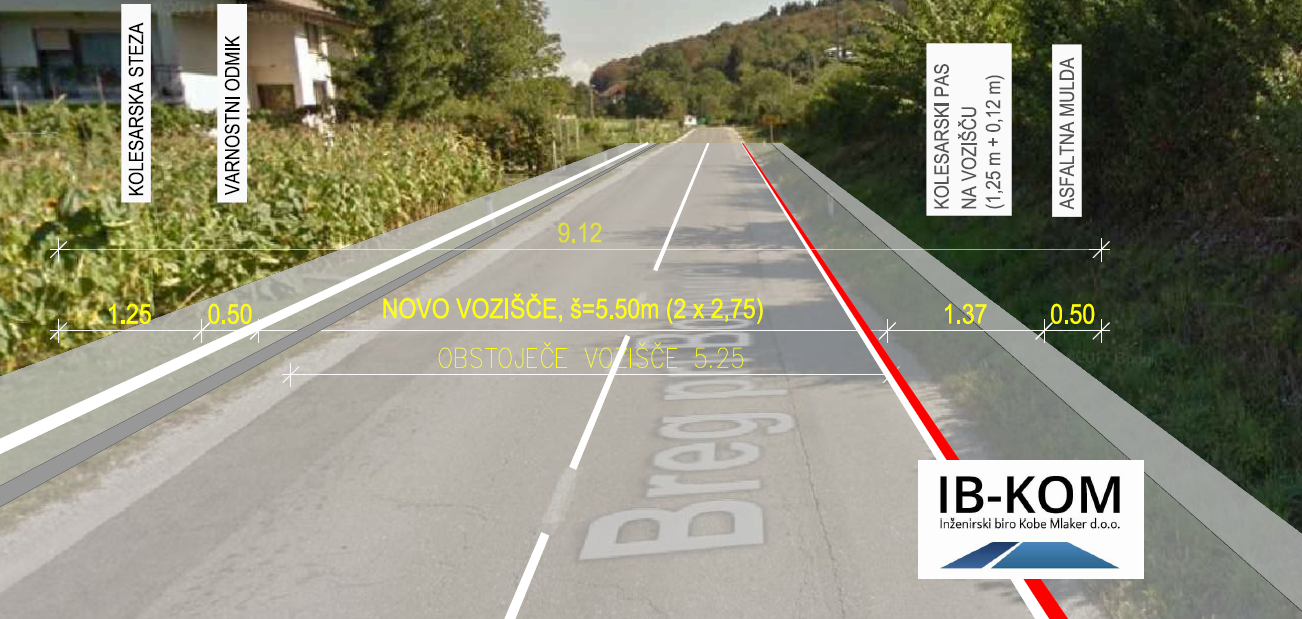 KOLESARSKA STEZA
VARNOSTNI ODMIK
KOLESARSKI PAS
NA VOZIŠČU
(1,25 m + 0,12 m)
ASFALTNA MULDA
9.12
1.25
0.50
NOVO VOZIŠČE, š=5.50m (2 x 2,75)
1.37
0.50
OBSTOJEČE VOZIŠČE 5.25
Breg p
IB-KOM
Inženirski biro Kobe Mlaker d.o.o.